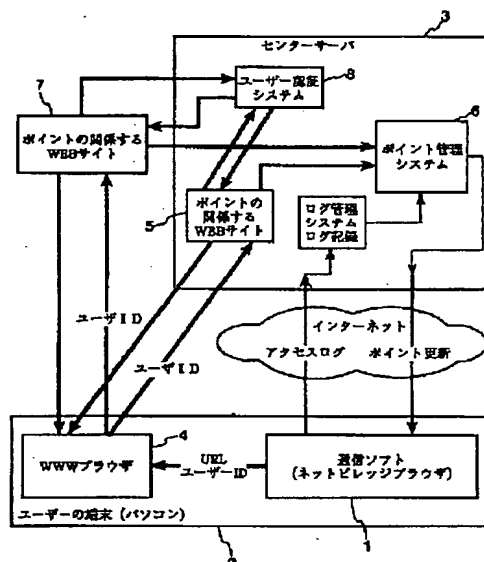 3
センターサーバ
7
ユーザー認証
システム
8
ポイントの関係する
WEBサイト
6
ポイント管理
システム
5
ポイントの
関係する
WEBサイト
ログ管理
システム
ログ記録
ユーザID
ユーザID
インターネット
アクセスログ
ポイント更新
4
WWWブラウザ
URL
ユーザーID
通信ソフト
(ネットビレッジブラウザ)
ユーザーの端末(パソコン)
1